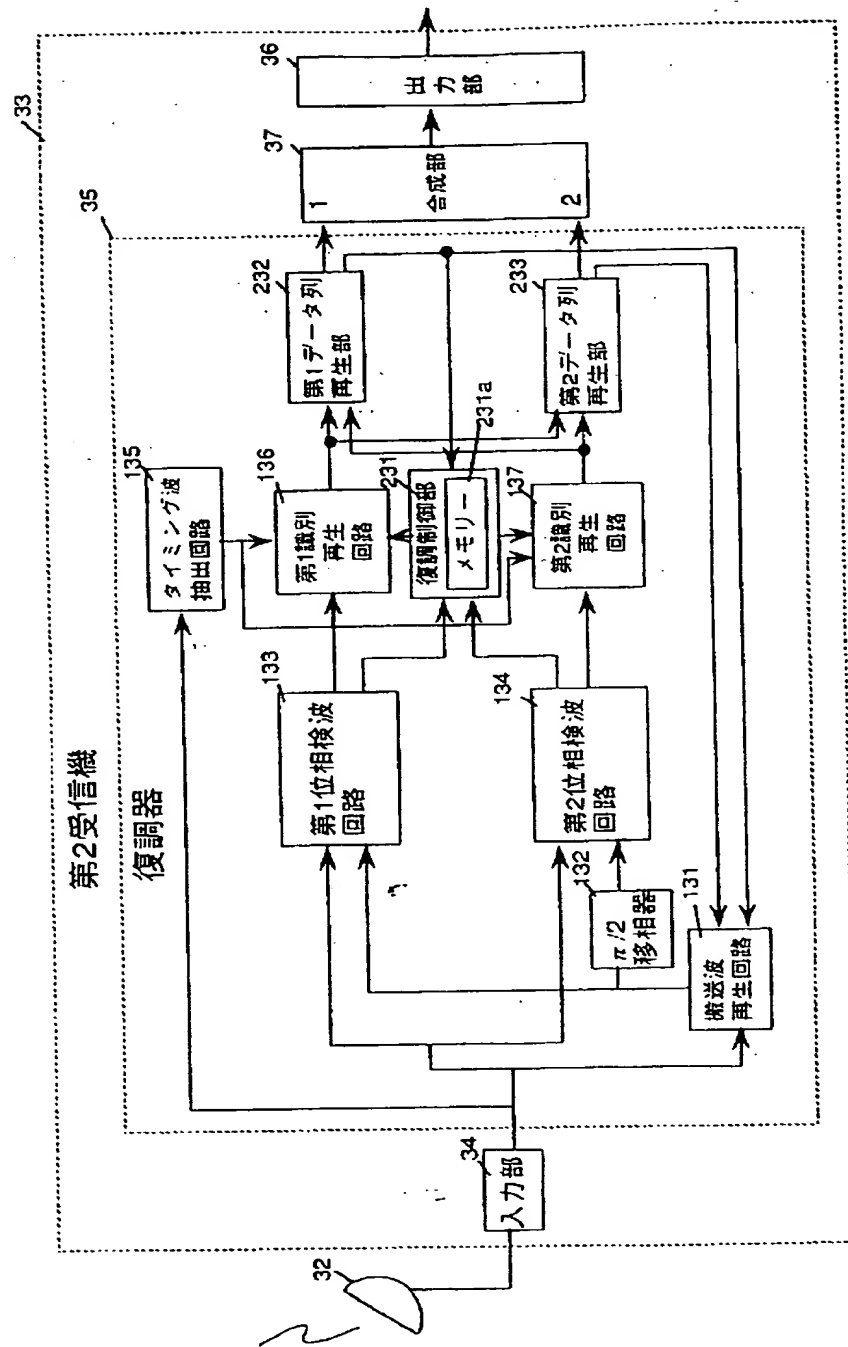 第2受信機
33
復調器
35
32
34
入力部
135
タイミング波
抽出回路
133
第1位相検波
回路
136
第1識別
再生
回路
231
復調制御部
メモリー
231a
232
第1データ列
再生部
37
1
合成部
2
36
出力部
134
第2位相検波
回路
137
第2識別
再生
回路
233
第2データ列
再生部
132
π/2
移相器
131
搬送波
再生回路